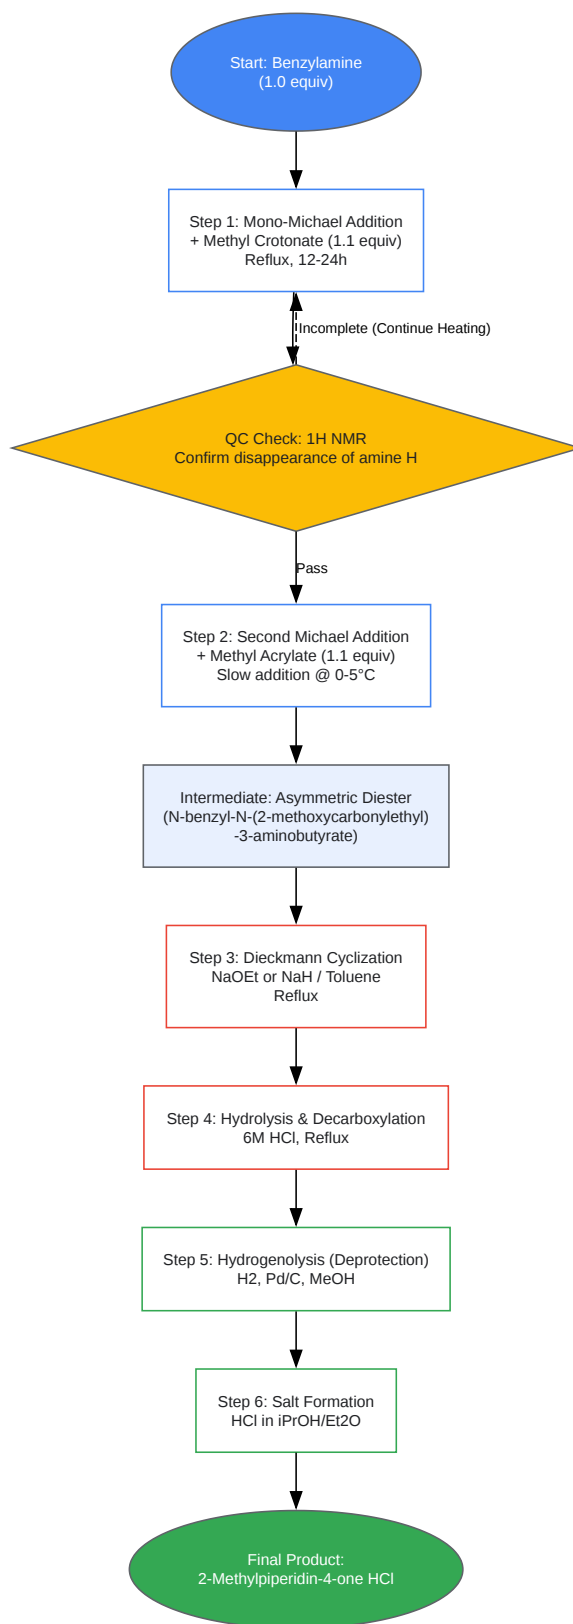 Start: Benzylamine
(1.0 equiv)
Step 1: Mono-Michael Addition
+ Methyl Crotonate (1.1 equiv)
Reflux, 12-24h
Incomplete (Continue Heating)
QC Check: 1H NMR
Confirm disappearance of amine H
Pass
Step 2: Second Michael Addition
+ Methyl Acrylate (1.1 equiv)
Slow addition @ 0-5°C
Intermediate: Asymmetric Diester
(N-benzyl-N-(2-methoxycarbonylethyl)
-3-aminobutyrate)
Step 3: Dieckmann Cyclization
NaOEt or NaH / Toluene
Reflux
Step 4: Hydrolysis & Decarboxylation
6M HCl, Reflux
Step 5: Hydrogenolysis (Deprotection)
H2, Pd/C, MeOH
Step 6: Salt Formation
HCl in iPrOH/Et2O
Final Product:
2-Methylpiperidin-4-one HCl